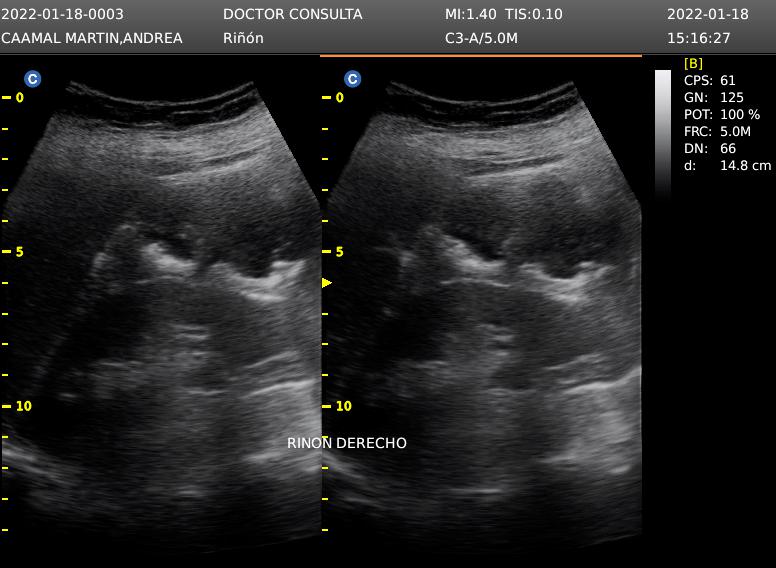 2022-01-18-0003 DOCTOR CONSULTA MI:1.40 TIS:0.10 2022-01-18
CAAMAL MARTIN,ANDREA Riñón C3-A/5.0M 15:16:27
[B]
CPS: 61
GN: 125
POT: 100 %
FRC: 5.0M
DN: 66
d: 14.8 cm
C C
0 0
5 5
10 10
RINON DERECHO